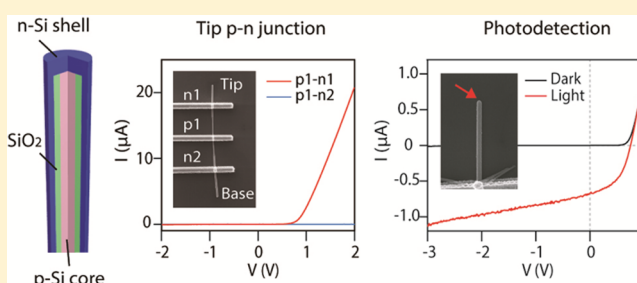 n-Si shell
SiO₂
p-Si core
Tip p-n junction
I (μA)
20
10
0
-2
-1
0
1
2
V (V)
p1-n1
p1-n2
Tip
n1
p1
n2
Base
Photodetection
I (μA)
1.0
0.5
0
-0.5
-1.0
-3
-2
-1
0
V (V)
Dark
Light